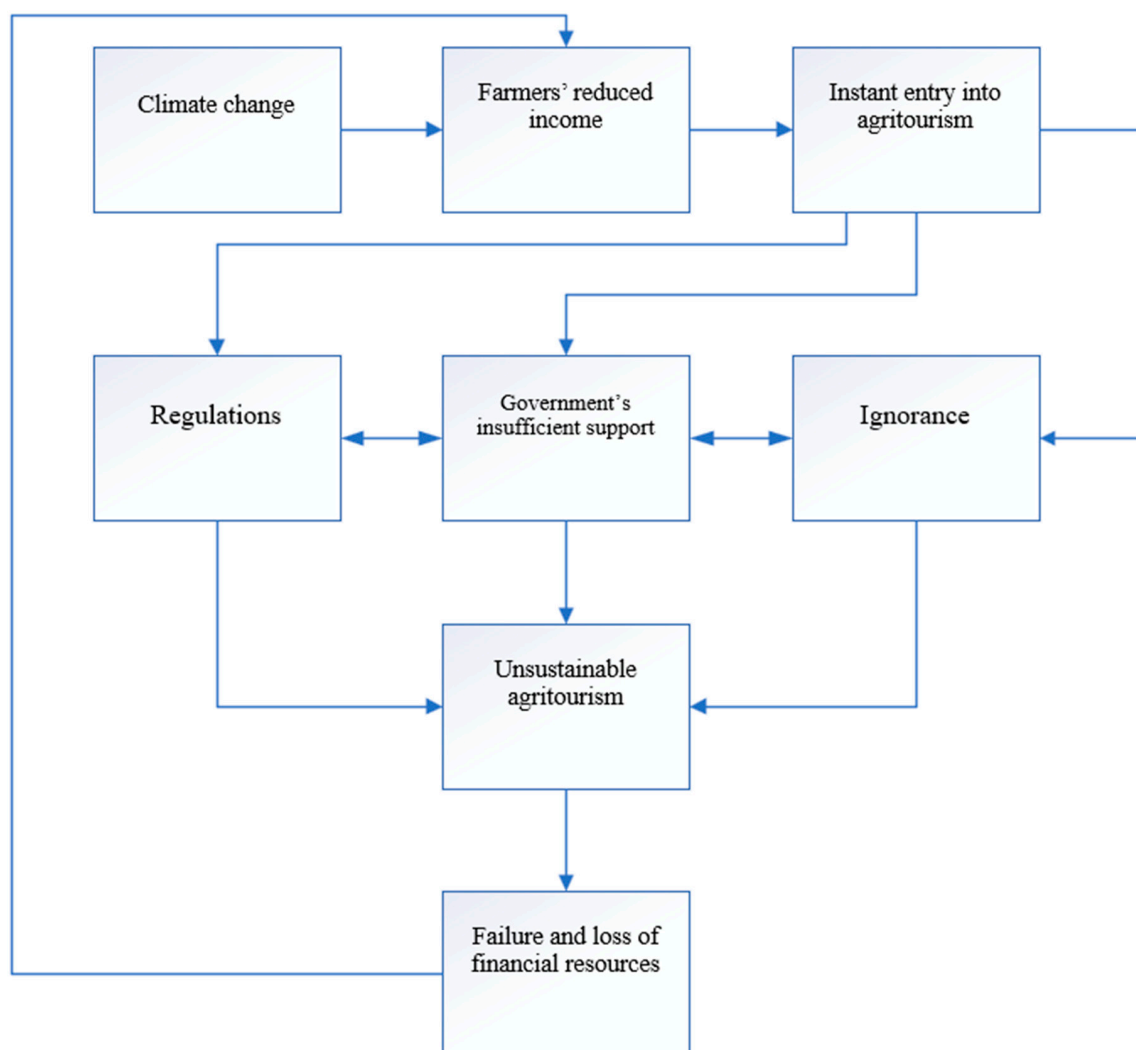 Climate change
Farmers’ reduced
income
Instant entry into
agritourism
Regulations
Government’s
insufficient support
Ignorance
Unsustainable
agritourism
Failure and loss of
financial resources